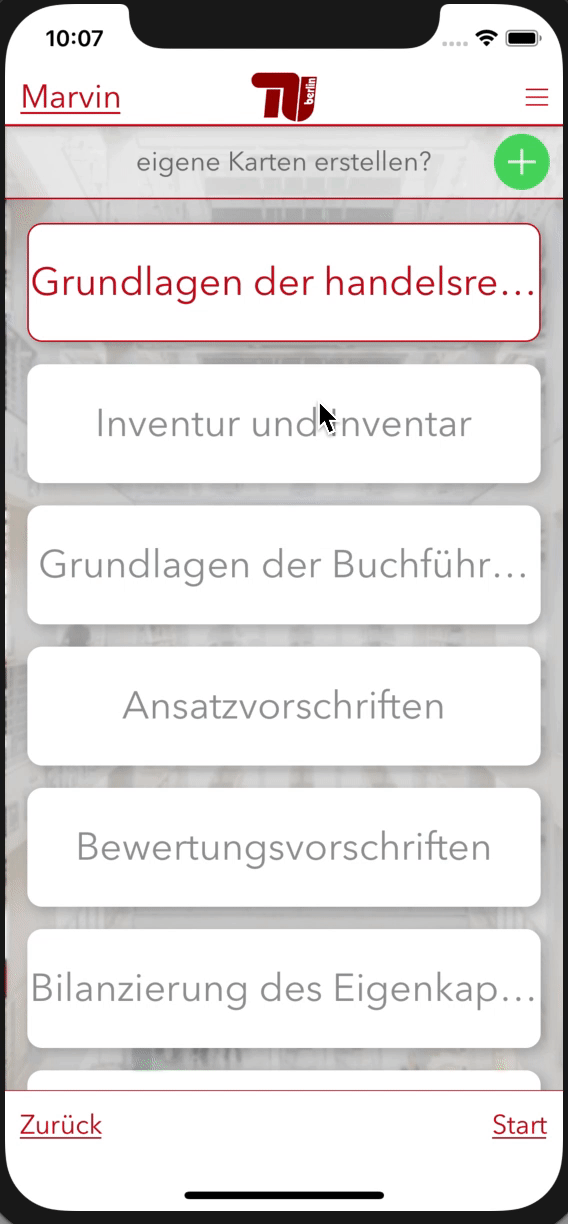 10:07
Marvin
berlin
eigene Karten erstellen?
Grundlagen der handelsre...
Inventur und Inventar
Grundlagen der Buchführ...
Ansatzvorschriften
Bewertungsvorschriften
Bilanzierung des Eigenkap...
Zurück
Start